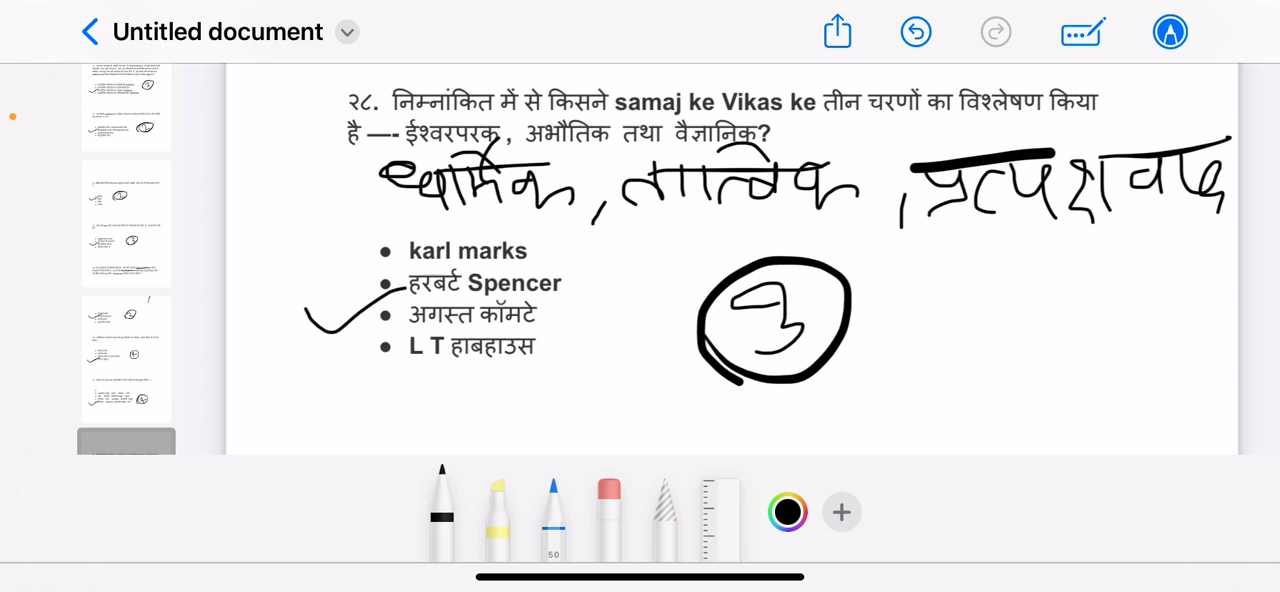 Untitled document
२८. निम्नांकित में से किसने samaj ke Vikas ke तीन चरणों का विश्लेषण किया
है —- ईश्वरपरक , अभौतिक तथा वैज्ञानिक?
धार्मिक , तात्विक , प्रत्यक्षवाद
karl marks
हरबर्ट Spencer
अगस्त कॉमटे
L T हाबहाउस
3
50